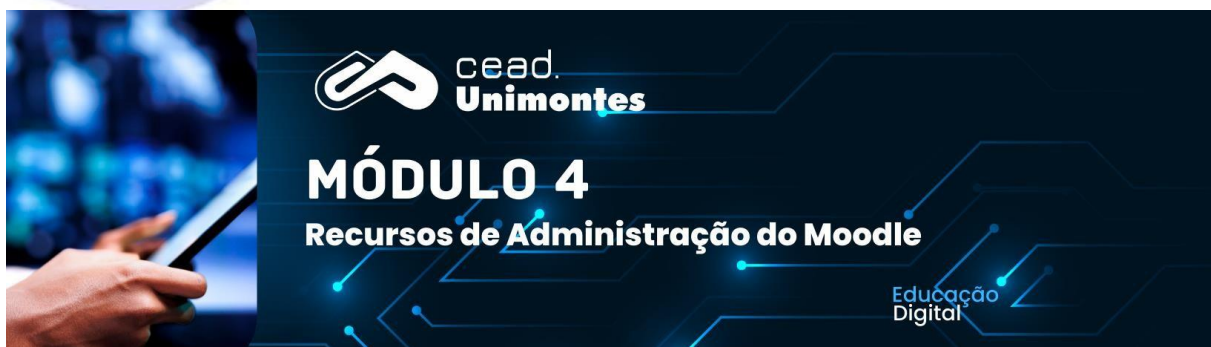 cead.
Unimontes
MÓDULO 4
Recursos de Administração do Moodle
Educação
Digital